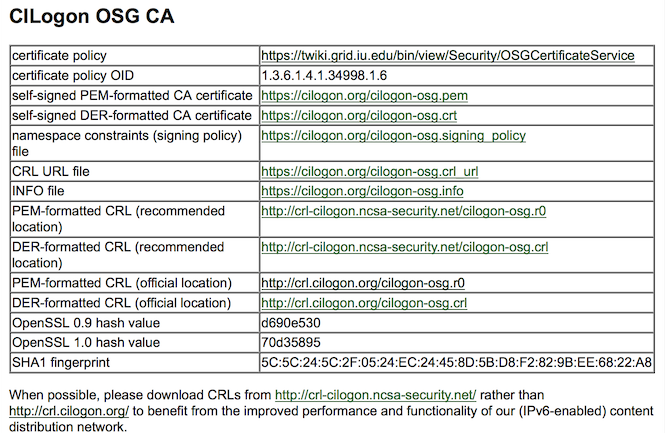 CILogon OSG CA
certificate policy https://twiki.grid.iu.edu/bin/view/Security/OSGCertificateService
certificate policy OID 1.3.6.1.4.1.34998.1.6
self-signed PEM-formatted CA certificate https://cilogon.org/cilogon-osg.pem
self-signed DER-formatted CA certificate https://cilogon.org/cilogon-osg.crt
namespace constraints (signing policy) https://cilogon.org/cilogon-osg.signing_policy
file
CRL URL file https://cilogon.org/cilogon-osg.crl_url
INFO file https://cilogon.org/cilogon-osg.info
PEM-formatted CRL (recommended http://crl-cilogon.ncsa-security.net/cilogon-osg.r0
location)
DER-formatted CRL (recommended http://crl-cilogon.ncsa-security.net/cilogon-osg.crl
location)
PEM-formatted CRL (official location) http://crl.cilogon.org/cilogon-osg.r0
DER-formatted CRL (official location) http://crl.cilogon.org/cilogon-osg.crl
OpenSSL 0.9 hash value d690e530
OpenSSL 1.0 hash value 70d35895
SHA1 fingerprint 5C:5C:24:5C:2F:05:24:EC:24:45:8D:5B:D8:F2:82:9B:EE:68:22:A8
When possible, please download CRLs from http://crl-cilogon.ncsa-security.net/ rather than
http://crl.cilogon.org/ to benefit from the improved performance and functionality of our (IPv6-enabled) content
distribution network.